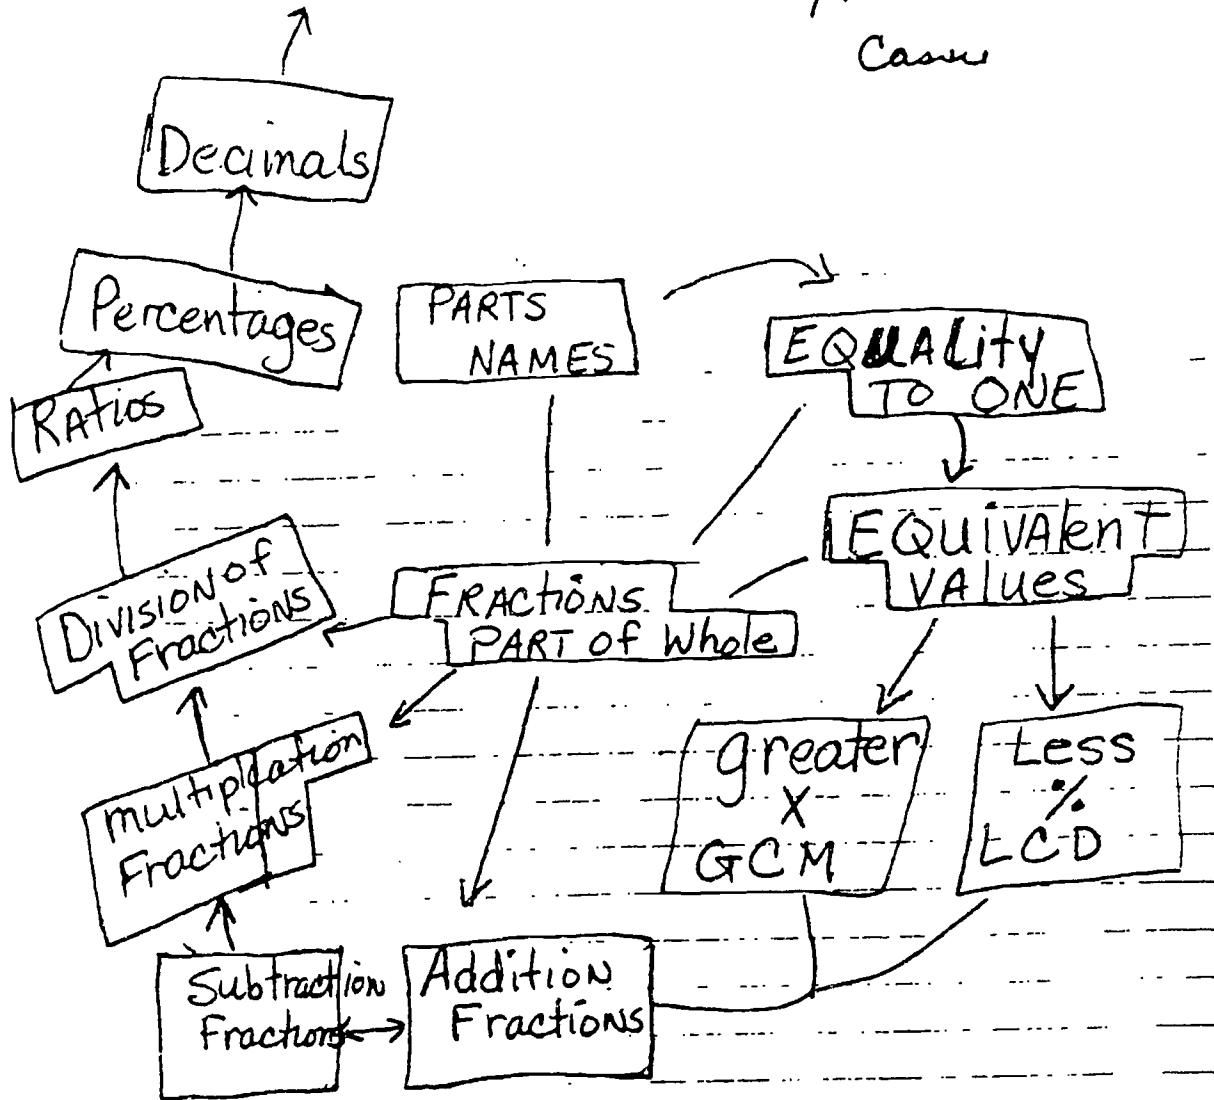 Decimals
Percentages
PARTS
NAMES
EQUALity
TO ONE
RAtios
EQUIVAlenT
VAlues
Division of
Fractions
FRACtiONS
PART of Whole
multiplication
Fractions
greater
X
GCM
Less
%
LCD
Subtraction
Fractions
Addition
Fractions